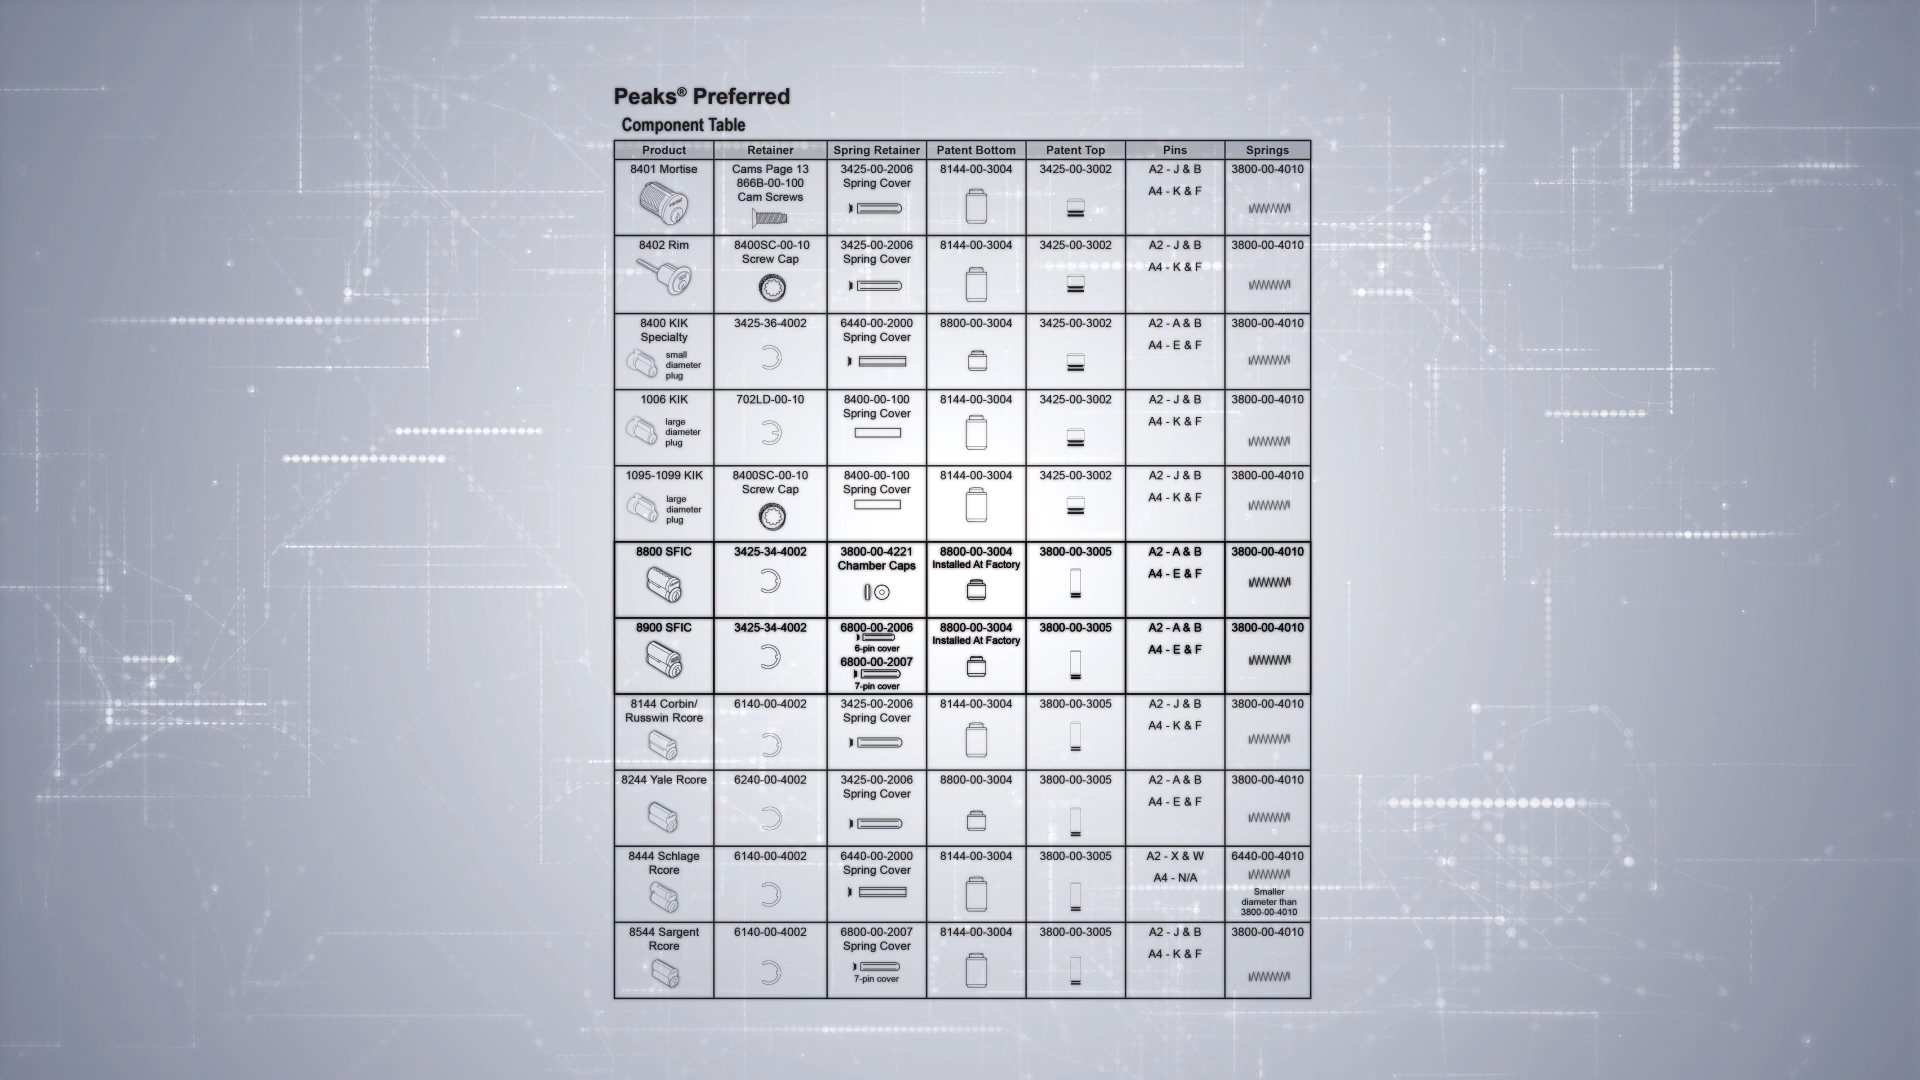 Peaks® Preferred
Component Table
Product Retainer Spring Retainer Patent Bottom Patent Top Pins Springs
8401 Mortise Cams Page 13 3425-00-2006 8144-00-3004 3425-00-3002 A2 - J & B 3800-00-4010
866B-00-100 Spring Cover A4 - K & F
Cam Screws
8402 Rim 8400SC-00-10 3425-00-2006 8144-00-3004 3425-00-3002 A2 - J & B 3800-00-4010
Screw Cap Spring Cover A4 - K & F
8400 KIK 3425-36-4002 6440-00-2000 8800-00-3004 3425-00-3002 A2 - A & B 3800-00-4010
Specialty Spring Cover A4 - E & F
small
diameter
plug
1006 KIK 702LD-00-10 8400-00-100 8144-00-3004 3425-00-3002 A2 - J & B 3800-00-4010
Spring Cover A4 - K & F
large
diameter
plug
1095-1099 KIK 8400SC-00-10 8400-00-100 8144-00-3004 3425-00-3002 A2 - J & B 3800-00-4010
Screw Cap Spring Cover A4 - K & F
large
diameter
plug
8800 SFIC 3425-34-4002 3800-00-4221 8800-00-3004 3800-00-3005 A2 - A & B 3800-00-4010
Chamber Caps Installed At Factory A4 - E & F
8900 SFIC 3425-34-4002 6800-00-2006 8800-00-3004 3800-00-3005 A2 - A & B 3800-00-4010
6-pin cover Installed At Factory A4 - E & F
6800-00-2007
7-pin cover
8144 Corbin/ 6140-00-4002 3425-00-2006 8144-00-3004 3800-00-3005 A2 - J & B 3800-00-4010
Russwin Rcore Spring Cover A4 - K & F
8244 Yale Rcore 6240-00-4002 3425-00-2006 8800-00-3004 3800-00-3005 A2 - A & B 3800-00-4010
Spring Cover A4 - E & F
8444 Schlage 6140-00-4002 6440-00-2000 8144-00-3004 3800-00-3005 A2 - X & W 6440-00-4010
Rcore Spring Cover A4 - N/A
Smaller
diameter than
3800-00-4010
8544 Sargent 6140-00-4002 6800-00-2007 8144-00-3004 3800-00-3005 A2 - J & B 3800-00-4010
Rcore Spring Cover A4 - K & F
7-pin cover